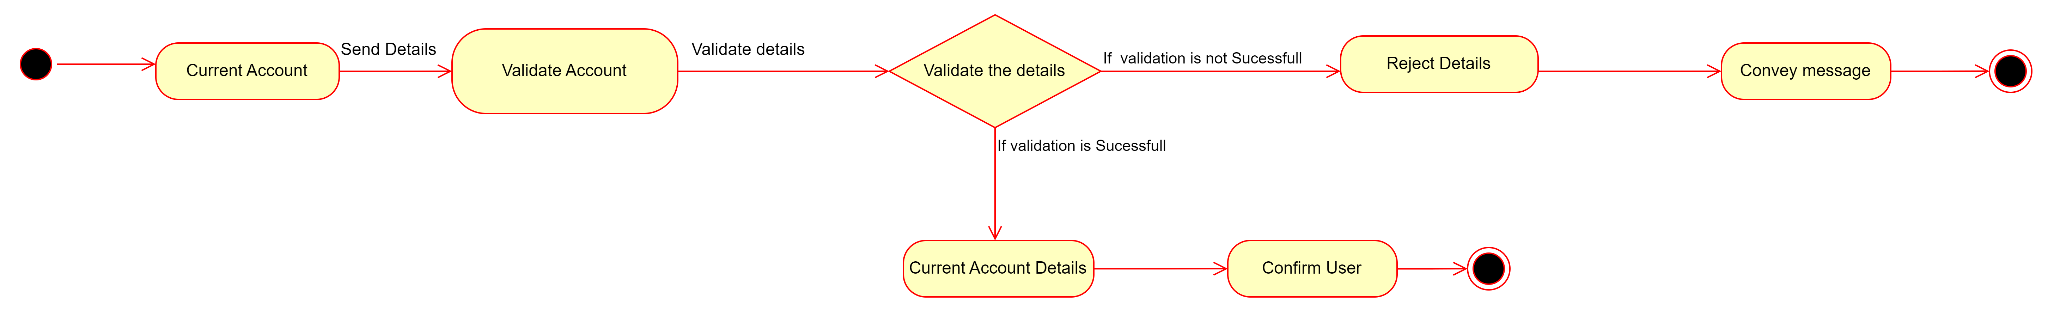 Current Account
Send Details
Validate Account
Validate details
Validate the details
If  validation is not Sucessfull
Reject Details
Convey message
If validation is Sucessfull
Current Account Details
Confirm User